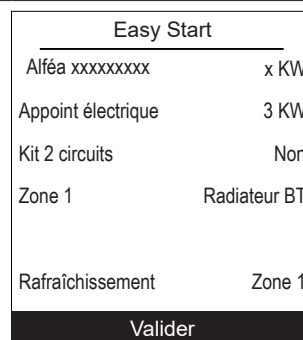 Easy Start
Alféa xxxxxxxxx x KW
Appoint électrique 3 KW
Kit 2 circuits Non
Zone 1 Radiateur BT
Rafraîchissement Zone 1
Valider